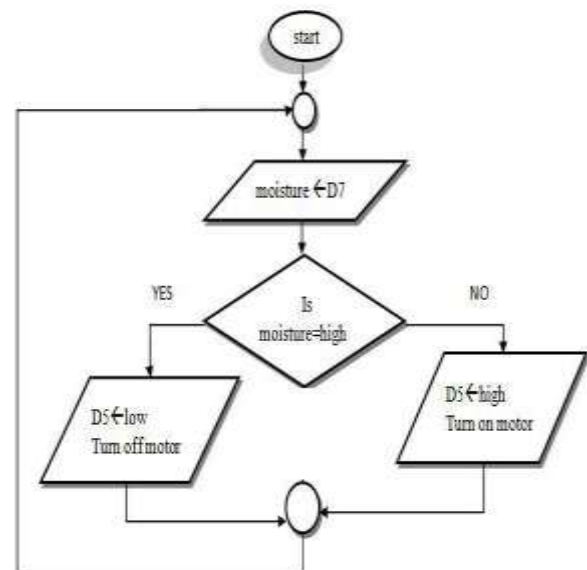 start
moisture ←D7
YES
NO
Is
moisture=high
D5←low
Turn off motor
D5←high
Turn on motor